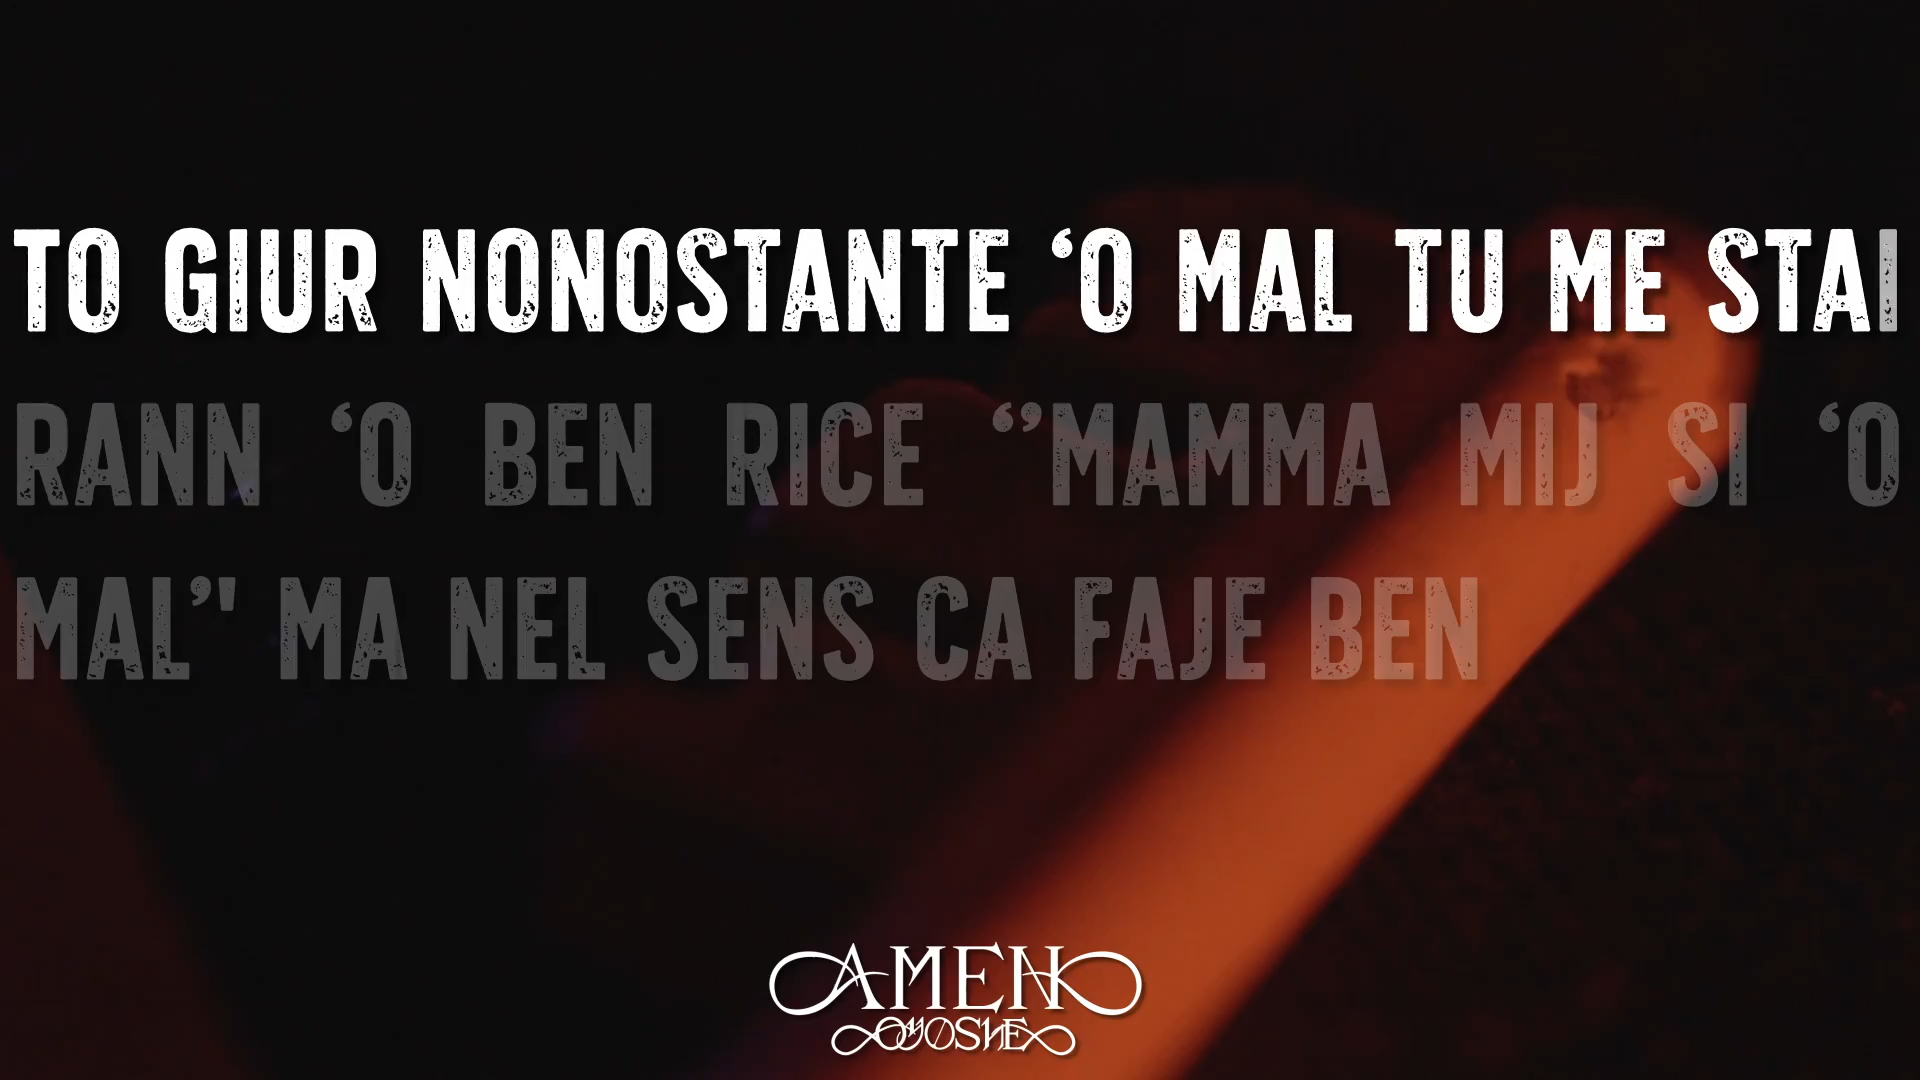 TO GIUR NONOSTANTE ‘O MAL TU ME STAI
RANN ‘O BEN RICE ‘’MAMMA MIJ SI ‘O
MAL’' MA NEL SENS CA FAJE BEN
AMEN
OYOSHE